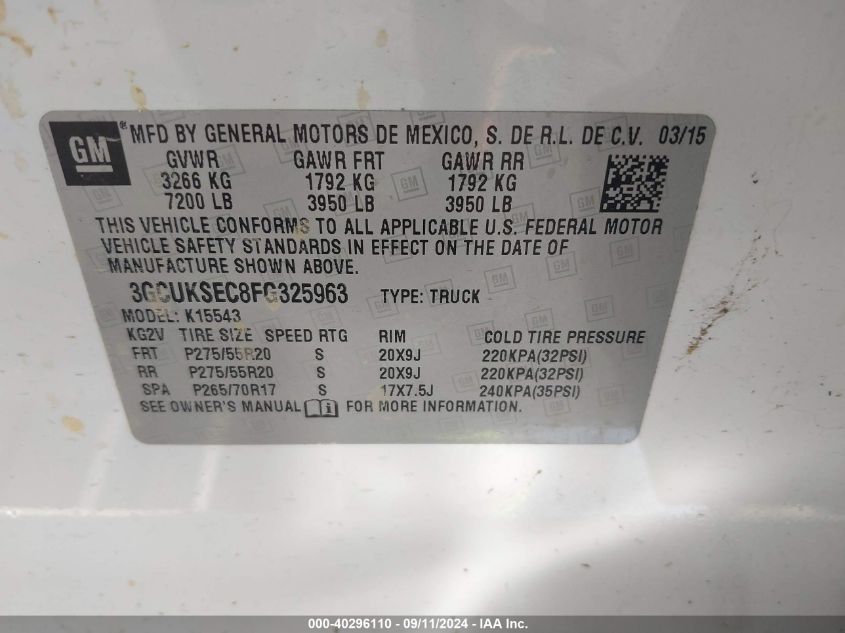 GM ® MFD BY GENERAL MOTORS DE MEXICO, S. DE R.L. DE C.V. 03/15
GVWR GAWR FRT GAWR RR
3266 KG 1792 KG 1792 KG
7200 LB 3950 LB 3950 LB
THIS VEHICLE CONFORMS TO ALL APPLICABLE U.S. FEDERAL MOTOR
VEHICLE SAFETY STANDARDS IN EFFECT ON THE DATE OF
MANUFACTURE SHOWN ABOVE.
3GCUKSEC8FG325963 TYPE: TRUCK
MODEL: K15543
KG2V TIRE SIZE SPEED RTG RIM COLD TIRE PRESSURE
FRT P275/55R20 S 20X9J 220KPA(32PSI)
RR P275/55R20 S 20X9J 220KPA(32PSI)
SPA P265/70R17 S 17X7.5J 240KPA(35PSI)
SEE OWNER'S MANUAL FOR MORE INFORMATION.
000-40296110 - 09/11/2024 - IAA Inc.